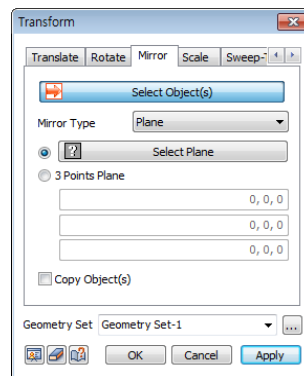 Transform
Translate Rotate Mirror Scale Sweep-
Select Object(s)
Mirror Type Plane
Select Plane
3 Points Plane
0, 0, 0
0, 0, 0
0, 0, 0
Copy Object(s)
Geometry Set Geometry Set-1 ...
OK Cancel Apply